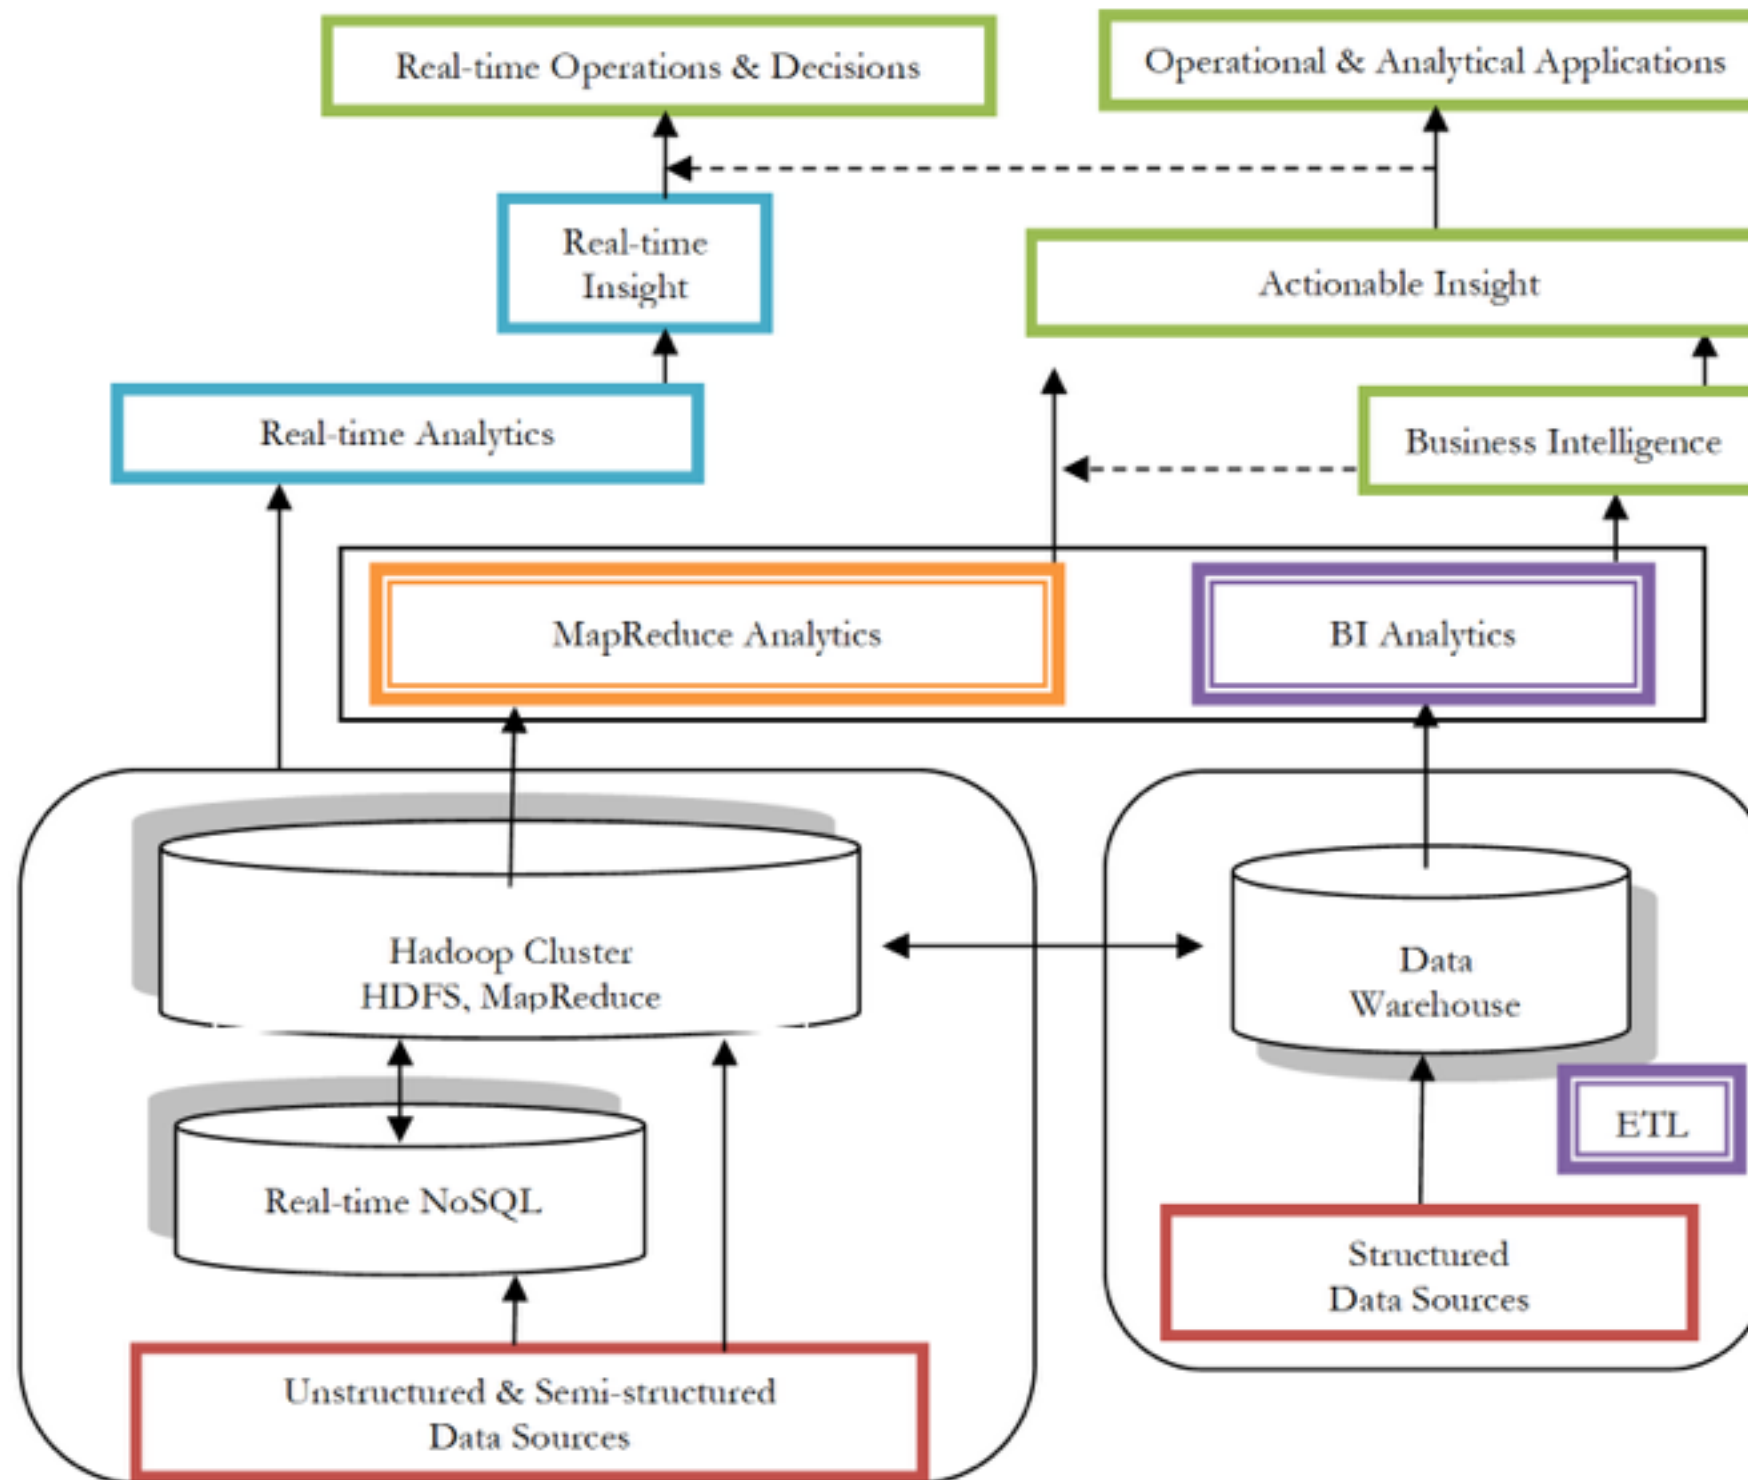 Real-time Operations & Decisions
Operational & Analytical Applications
Real-time
Insight
Actionable Insight
Real-time Analytics
Business Intelligence
MapReduce Analytics
BI Analytics
Hadoop Cluster
HDFS, MapReduce
Data
Warehouse
ETL
Real-time NoSQL
Structured
Data Sources
Unstructured & Semi-structured
Data Sources